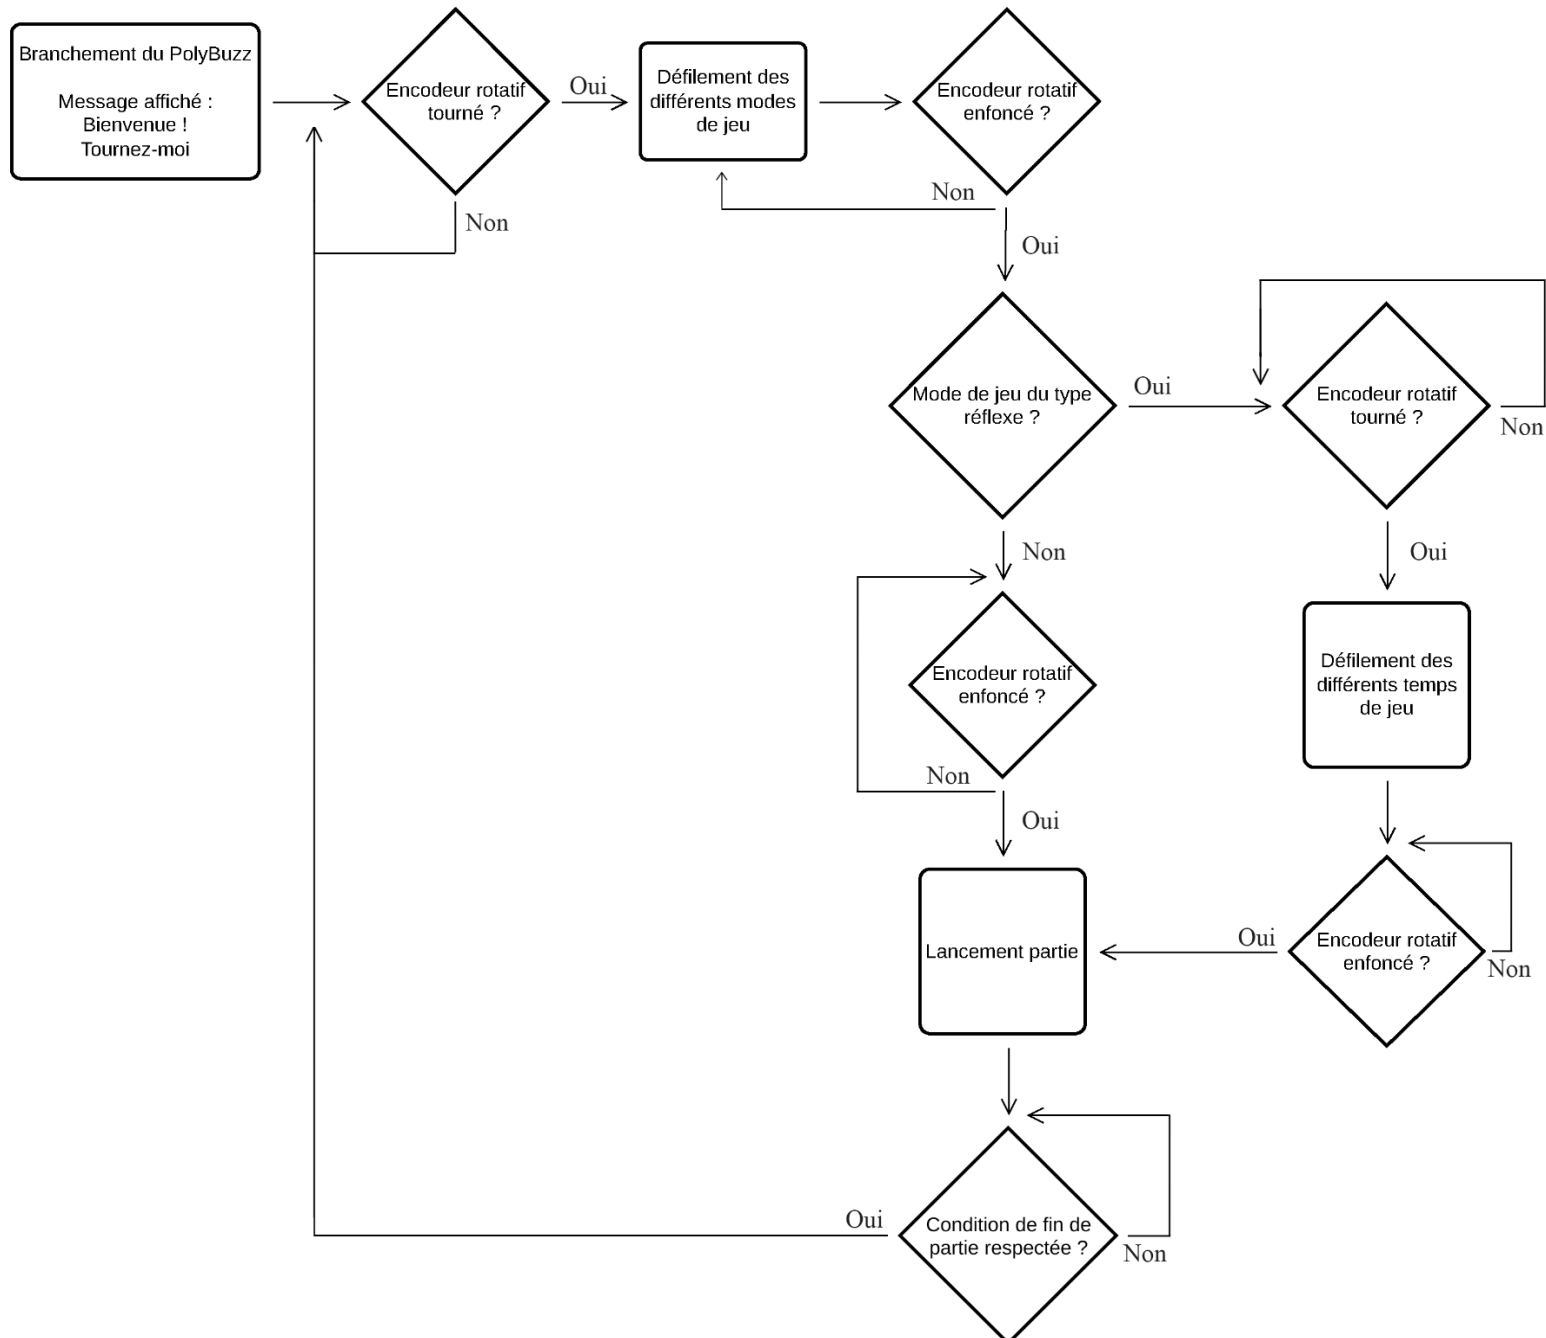 Branchement du PolyBuzz
Message affiché :
Bienvenue !
Tournez-moi
Encodeur rotatif
tourné ?
Oui
Non
Défilement des
différents modes
de jeu
Encodeur rotatif
enfoncé ?
Non
Oui
Mode de jeu du type
réflexe ?
Oui
Encodeur rotatif
tourné ?
Non
Non
Oui
Encodeur rotatif
enfoncé ?
Non
Oui
Défilement des
différents temps
de jeu
Lancement partie
Oui
Encodeur rotatif
enfoncé ?
Non
Oui
Condition de fin de
partie respectée ?
Non